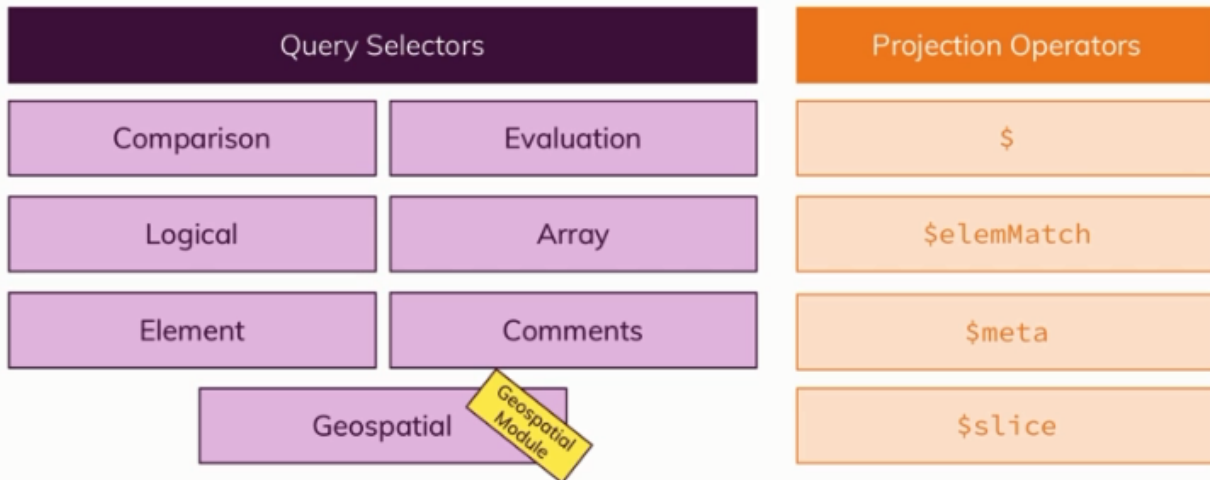 Query Selectors
Projection Operators
Comparison
Evaluation
$
Logical
Array
$elemMatch
Element
Comments
$meta
Geospatial
Geospatial
Module
$slice